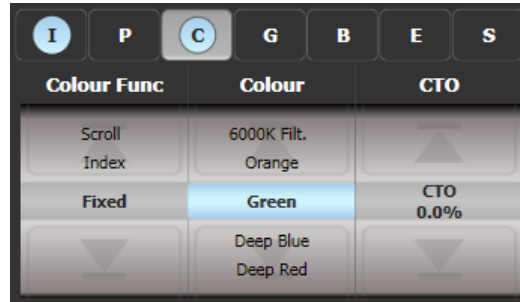 I P C G B E S
Colour Func Colour CTO
Scroll 6000K Filt.
Index Orange
Fixed Green CTO
0.0%
Deep Blue
Deep Red